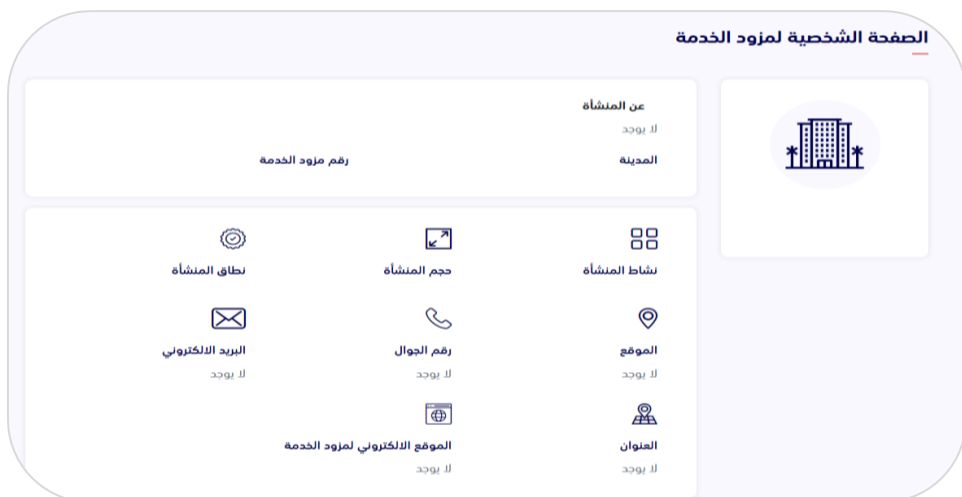 الصفحة الشخصية لمزود الخدمة
عن المنشأة
لا يوجد
المدينة رقم مزود الخدمة
نشاط المنشأة حجم المنشأة نطاق المنشأة
الموقع رقم الجوال البريد الالكتروني
لا يوجد لا يوجد لا يوجد
العنوان الموقع الالكتروني لمزود الخدمة
لا يوجد لا يوجد